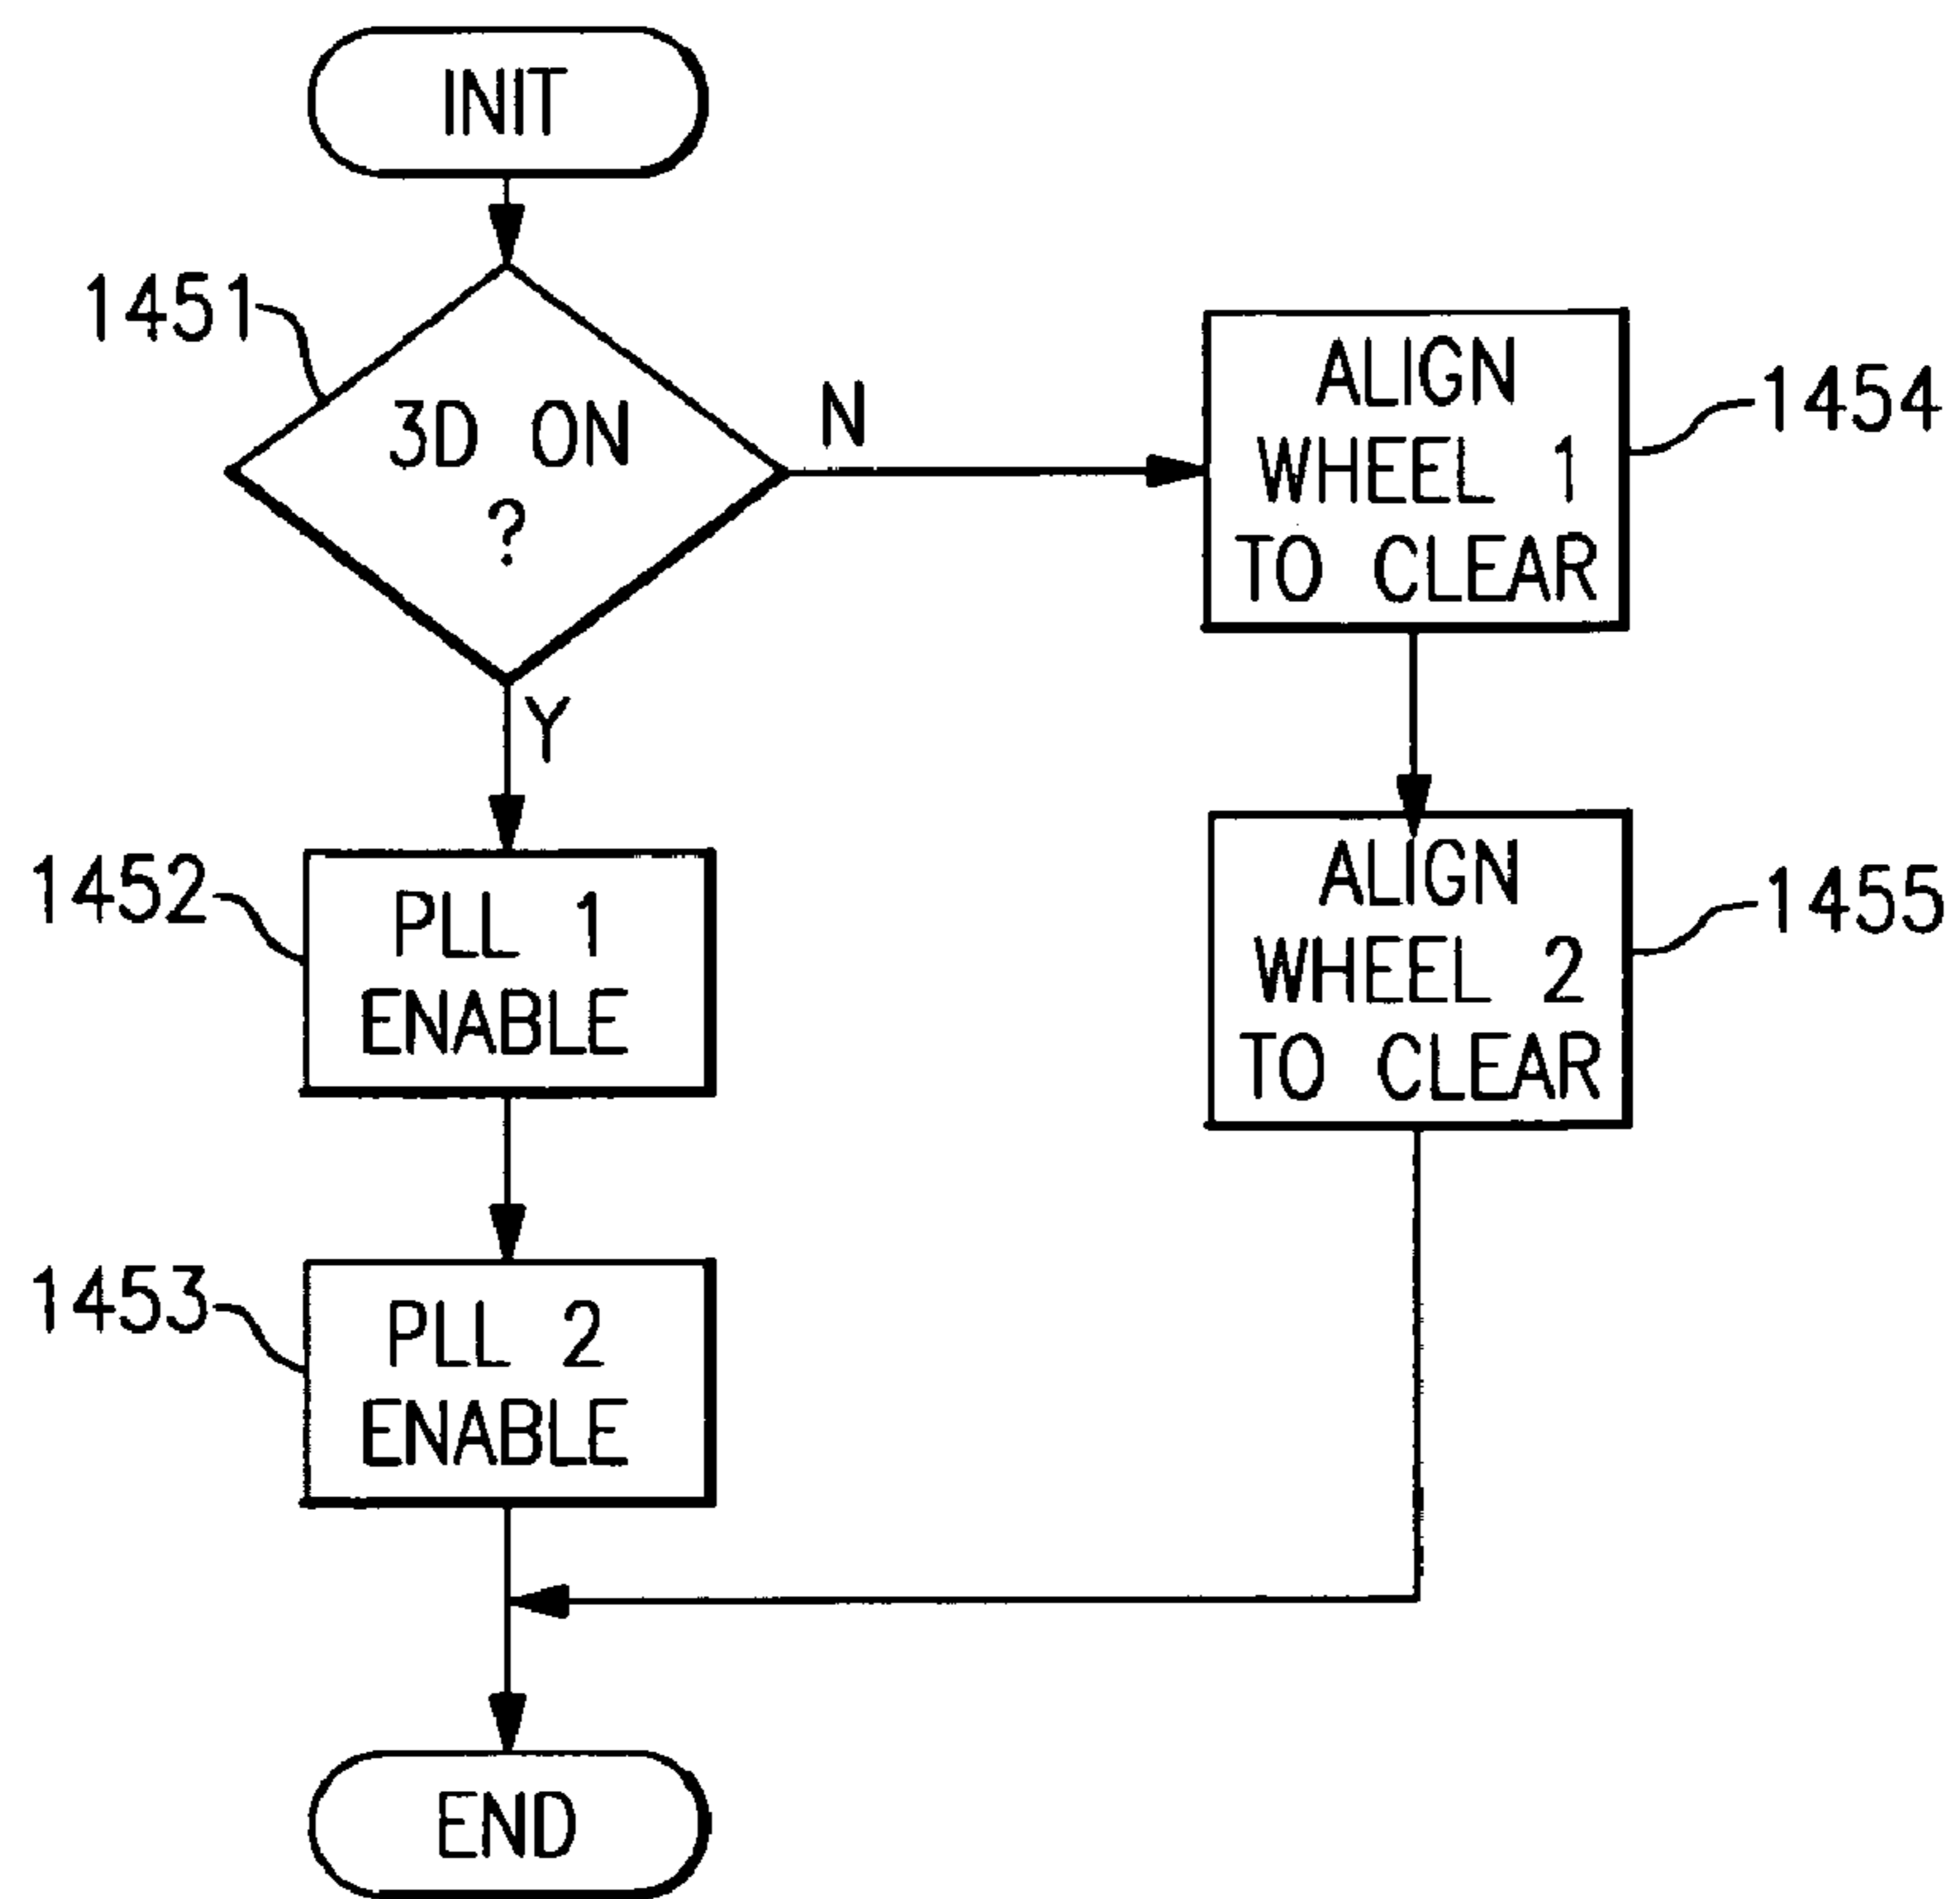 INIT
1451
3D ON
?
N
Y
ALIGN
WHEEL 1
TO CLEAR
1454
1452
PLL 1
ENABLE
ALIGN
WHEEL 2
TO CLEAR
1455
1453
PLL 2
ENABLE
END